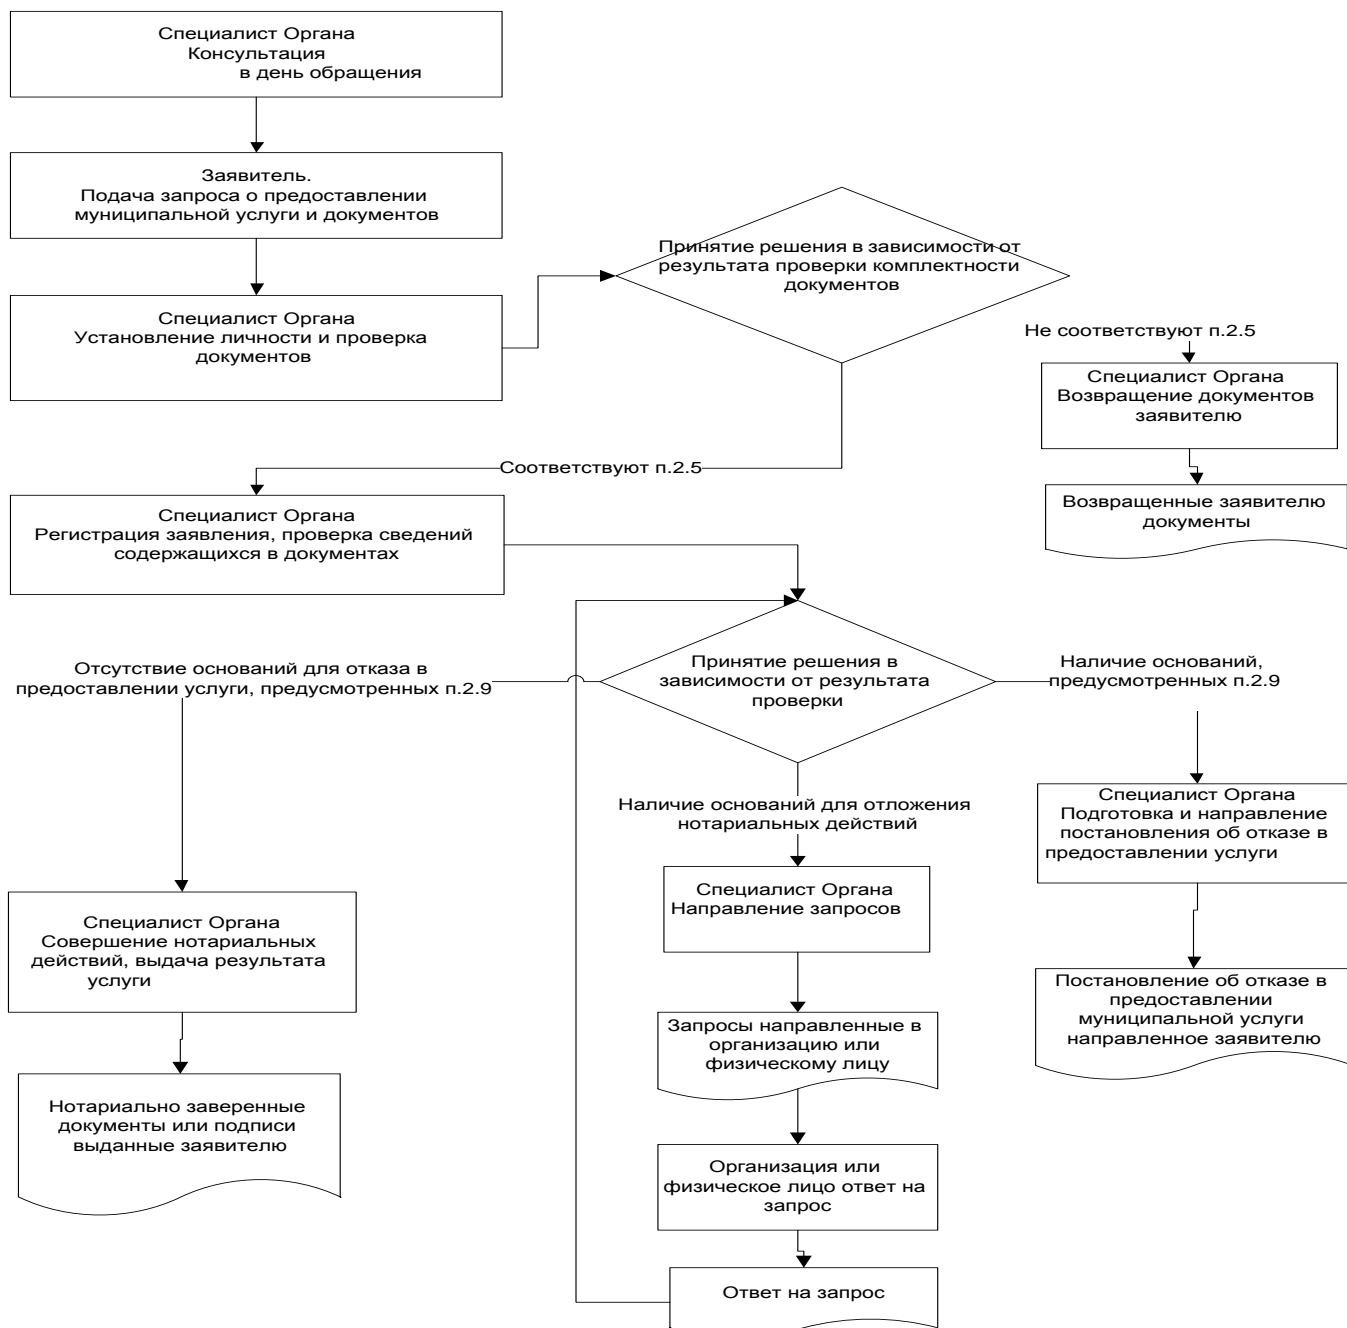 Специалист Органа
Консультация
в день обращения
Заявитель.
Подача запроса о предоставлении
муниципальной услуги и документов
Специалист Органа
Установление личности и проверка
документов
Принятие решения в зависимости от
результата проверки комплектности
документов
Не соответствуют п.2.5
Специалист Органа
Возвращение документов
заявителю
Возвращенные заявителю
документы
Соответствуют п.2.5
Специалист Органа
Регистрация заявления, проверка сведений
содержащихся в документах
Принятие решения в
зависимости от результата
проверки
Отсутствие оснований для отказа в
предоставлении услуги, предусмотренных п.2.9
Наличие оснований,
предусмотренных п.2.9
Наличие оснований для отложения
нотариальных действий
Специалист Органа
Подготовка и направление
постановления об отказе в
предоставлении услуги
Специалист Органа
Направление запросов
Специалист Органа
Совершение нотариальных
действий, выдача результата
услуги
Постановление об отказе в
предоставлении
муниципальной услуги
направленное заявителю
Запросы направленные в
организацию или
физическому лицу
Нотариально заверенные
документы или подписи
выданные заявителю
Организация или
физическое лицо ответ на
запрос
Ответ на запрос